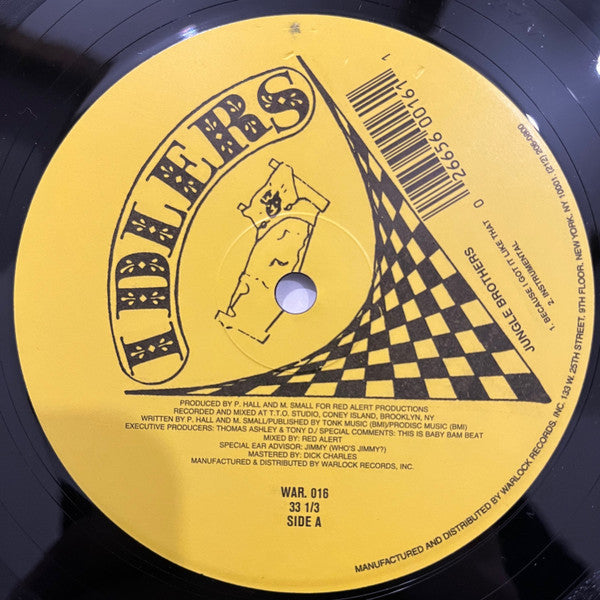 IDLERS
0 26656 00161 1
JUNGLE BROTHERS
1. BECAUSE I GOT IT LIKE THAT
2. INSTRUMENTAL
PRODUCED BY P. HALL AND M. SMALL FOR RED ALERT PRODUCTIONS
RECORDED AND MIXED AT T.T.O. STUDIO, CONEY ISLAND, BROOKLYN, NY
WRITTEN BY P. HALL AND M. SMALL/PUBLISHED BY TONK MUSIC (BMI)/PRODISC MUSIC (BMI)
EXECUTIVE PRODUCERS: THOMAS ASHLEY & TONY D/ SPECIAL COMMENTS: THIS IS BABY BAM BEAT
MIXED BY: RED ALERT
SPECIAL EAR ADVISOR: JIMMY (WHO'S JIMMY?)
MASTERED BY: DICK CHARLES
MANUFACTURED & DISTRIBUTED BY WARLOCK RECORDS, INC.
WAR. 016
33 1/3
SIDE A
MANUFACTURED AND DISTRIBUTED BY WARLOCK RECORDS, INC. 133 W. 25TH STREET, 9TH FLOOR, NEW YORK, NY 10001 (212) 206-0800